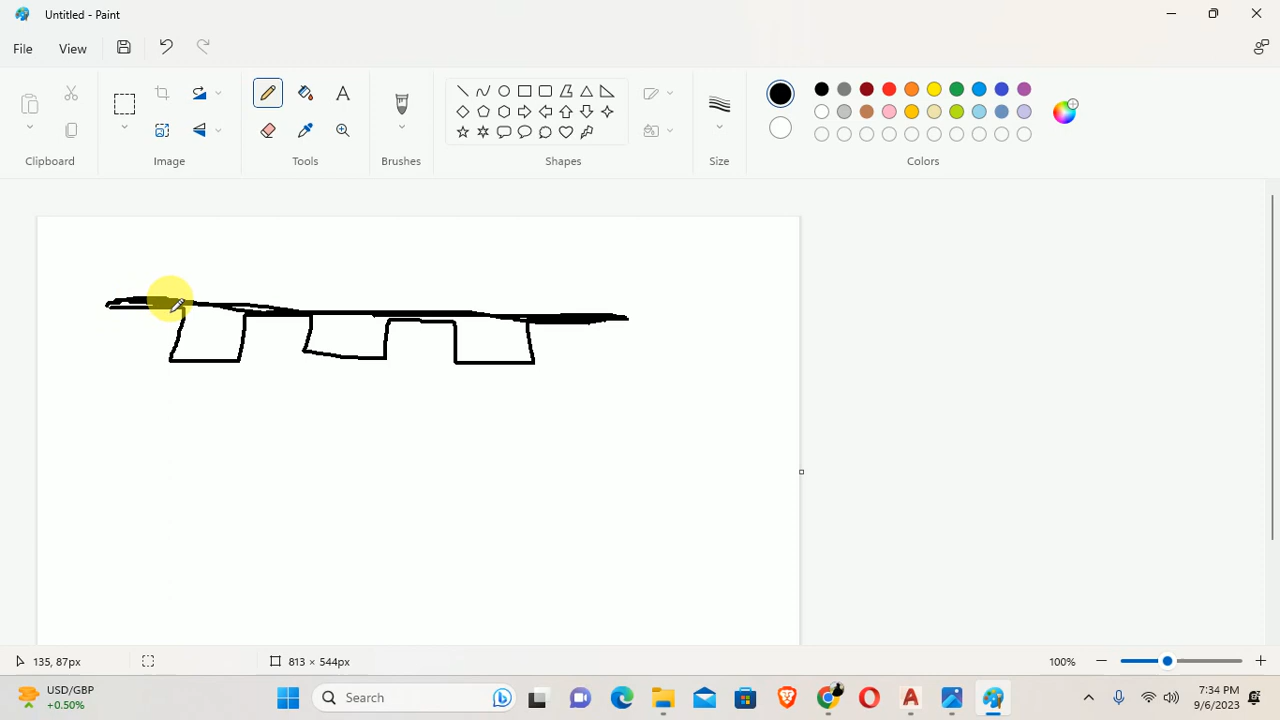 Untitled - Paint
File View
Clipboard Image Tools Brushes Shapes Size Colors
135, 87px 813 × 544px 100%
USD/GBP
+0.50%
Search
7:34 PM
9/6/2023